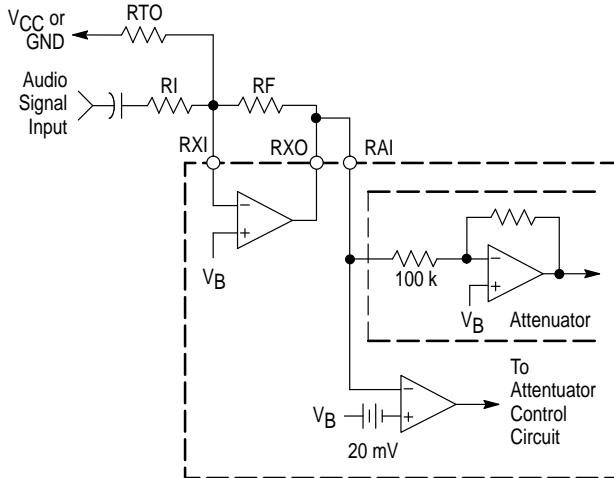 VCC or
GND
RTO
Audio
Signal
Input
RI
RF
RXI
RXO
RAI
−
+
VB
100 k
−
+
VB
Attenuator
−
+
VB
20 mV
To
Attentuator
Control
Circuit